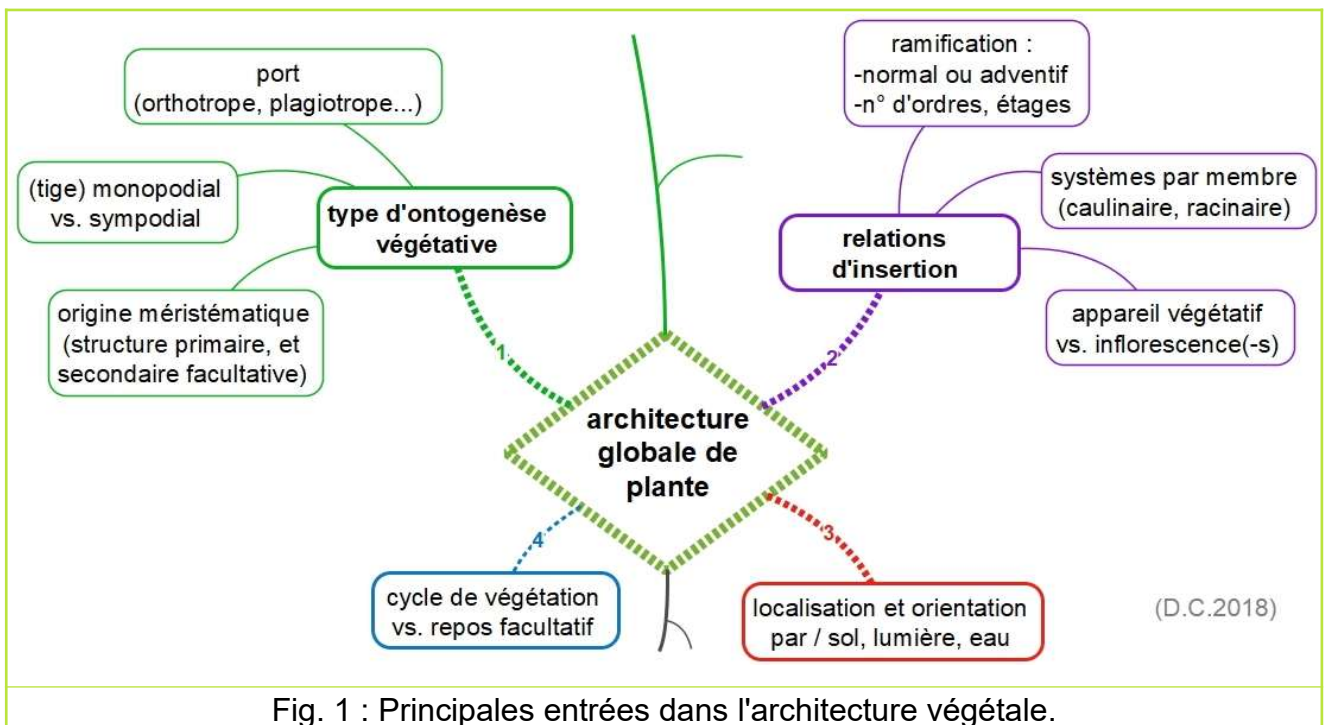 port
(orthotrope, plagiotrope...)
(tige) monopodial
vs. sympodial
origine méristématique
(structure primaire, et
secondaire facultative)
type d'ontogenèse
végétative
1
ramification :
-normal ou adventif
-n° d'ordres, étages
systèmes par membre
(caulinaire, racinaire)
appareil végétatif
vs. inflorescence(-s)
relations
d'insertion
2
architecture
globale de
plante
3
localisation et orientation
par / sol, lumière, eau
4
cycle de végétation
vs. repos facultatif
(D.C.2018)
Fig. 1 : Principales entrées dans l'architecture végétale.